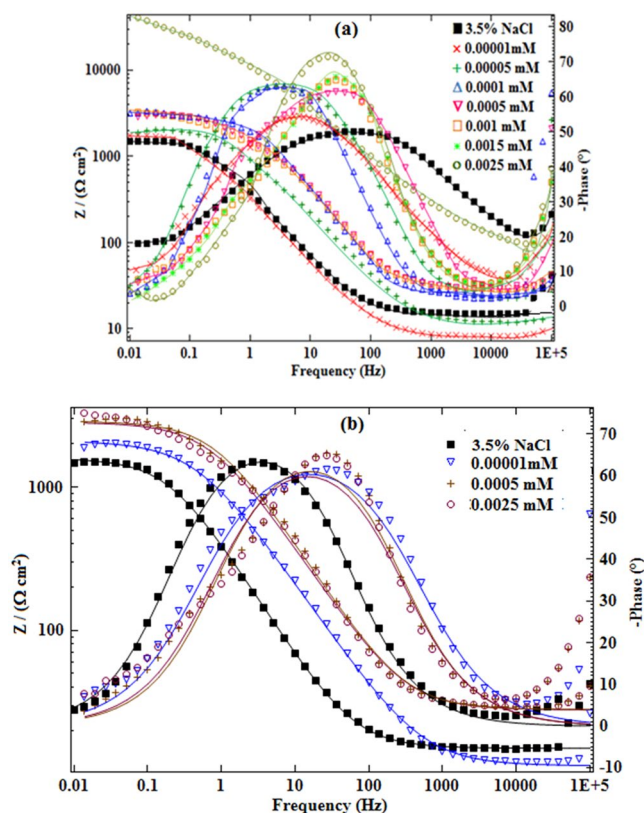 (a)
Z / (Ω cm²)
10000
1000
100
10
-Phase (°)
80
70
60
50
40
30
20
10
0
3.5% NaCl
0.00001mM
0.00005 mM
0.0001 mM
0.0005 mM
0.001 mM
0.0015 mM
0.0025 mM
0.01 0.1 1 10 100 1000 10000 1E+5
Frequency (Hz)
(b)
Z / (Ω cm²)
1000
100
-Phase (°)
70
60
50
40
30
20
10
0
-10
3.5% NaCl
0.00001mM
0.0005 mM
0.0025 mM
0.01 0.1 1 10 100 1000 10000 1E+5
Frequency (Hz)